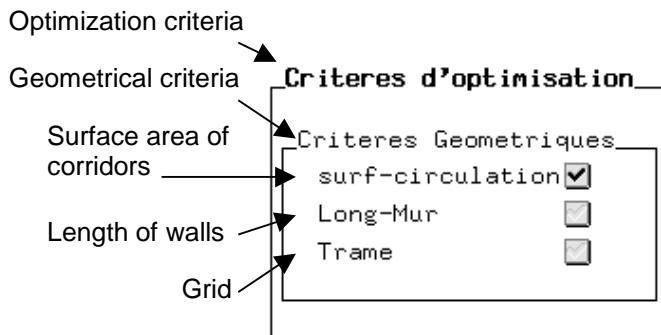 Optimization criteria
Criteres d'optimisation
Geometrical criteria
Criteres Geometriques
Surface area of
corridors
surf-circulation
Long-Mur
Length of walls
Trame
Grid